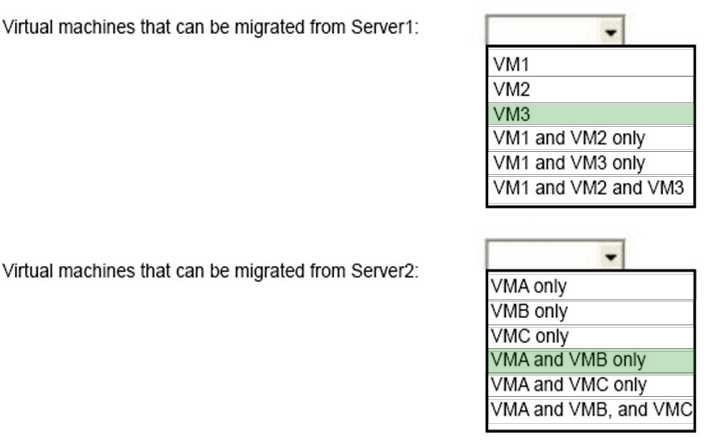 Virtual machines that can be migrated from Server1:
VM1
VM2
VM3
VM1 and VM2 only
VM1 and VM3 only
VM1 and VM2 and VM3
Virtual machines that can be migrated from Server2:
VMA only
VMB only
VMC only
VMA and VMB only
VMA and VMC only
VMA and VMB, and VMC